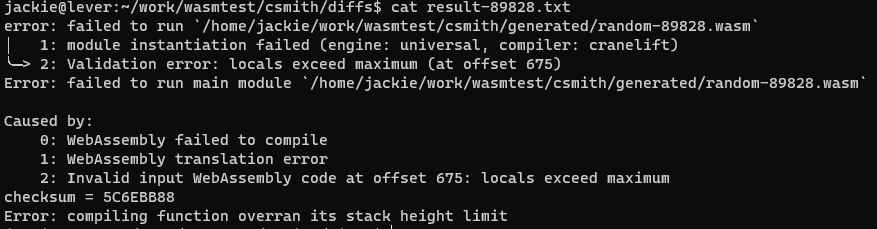 jackie@lever:~/work/wasmtest/csmith/diffs$ cat result-89828.txt
error: failed to run `/home/jackie/work/wasmtest/csmith/generated/random-89828.wasm`
│   1: module instantiation failed (engine: universal, compiler: cranelift)
╰─> 2: Validation error: locals exceed maximum (at offset 675)
Error: failed to run main module `/home/jackie/work/wasmtest/csmith/generated/random-89828.wasm`

Caused by:
    0: WebAssembly failed to compile
    1: WebAssembly translation error
    2: Invalid input WebAssembly code at offset 675: locals exceed maximum
checksum = 5C6EBB88
Error: compiling function overran its stack height limit